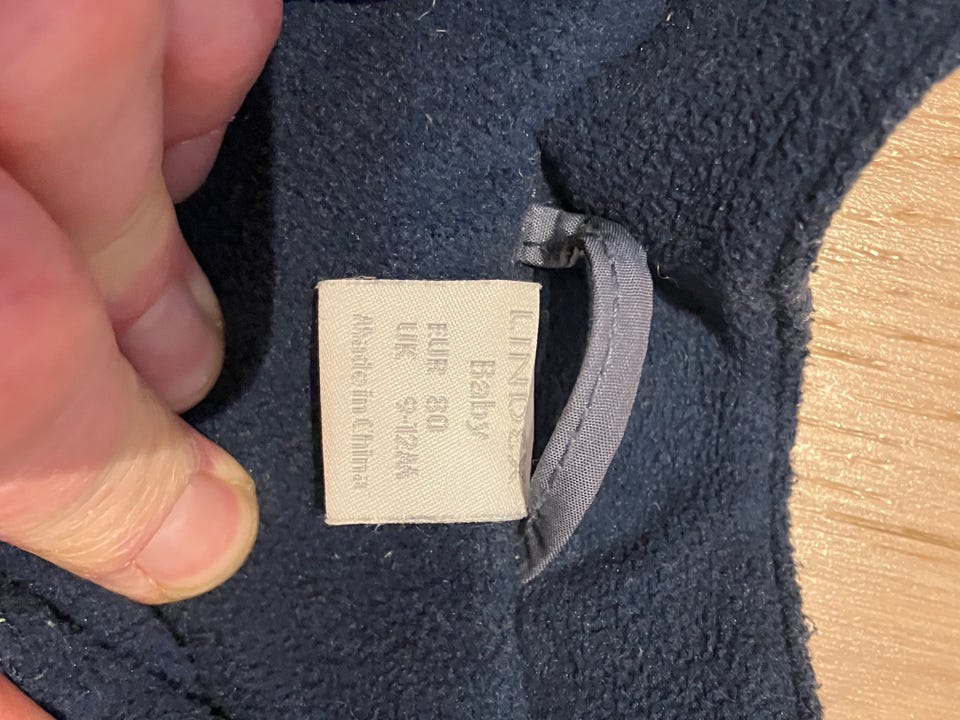 LINDEX
Baby
EUR 80
UK 9-12M
Made in China